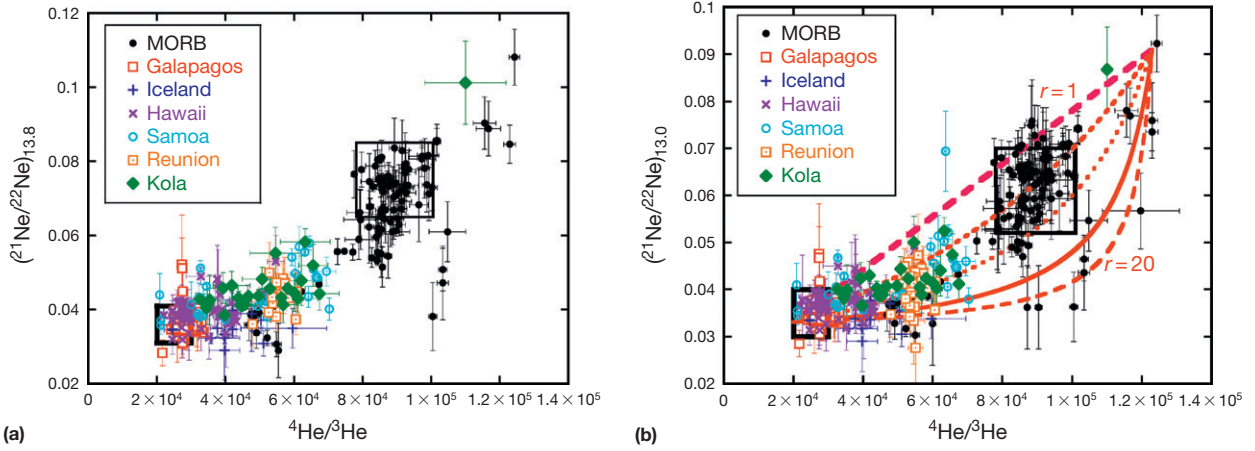 0.12
0.1
0.08
0.06
0.04
0.02
(²¹Ne/²²Ne)₁₃.₈
MORB
Galapagos
Iceland
Hawaii
Samoa
Reunion
Kola
0 2 × 10⁴ 4 × 10⁴ 6 × 10⁴ 8 × 10⁴ 1 × 10⁵ 1.2 × 10⁵ 1.4 × 10⁵
⁴He/³He
(a)
0.1
0.09
0.08
0.07
0.06
0.05
0.04
0.03
0.02
(²¹Ne/²²Ne)₁₃.₀
MORB
Galapagos
Iceland
Hawaii
Samoa
Reunion
Kola
r = 1
r = 20
0 2 × 10⁴ 4 × 10⁴ 6 × 10⁴ 8 × 10⁴ 1 × 10⁵ 1.2 × 10⁵ 1.4 × 10⁵
⁴He/³He
(b)